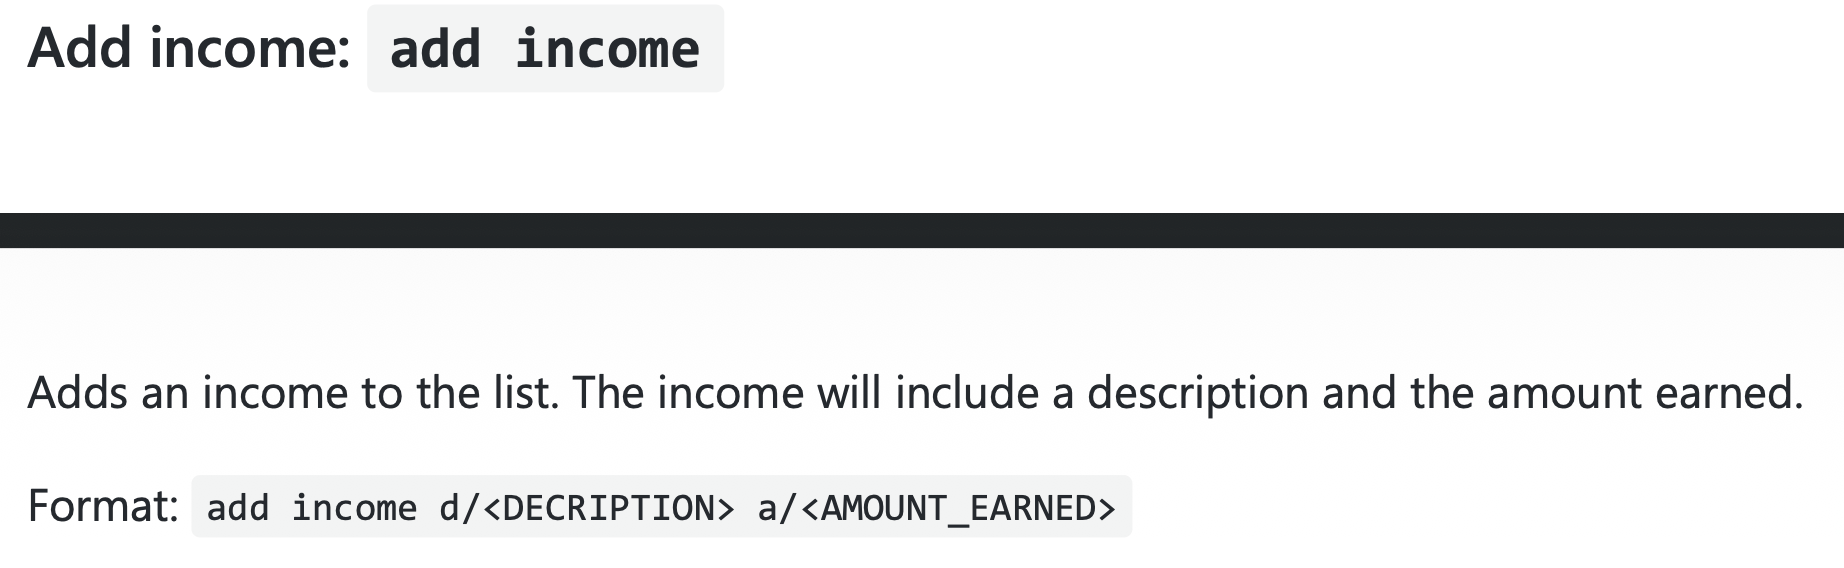 Add income: add income
Adds an income to the list. The income will include a description and the amount earned.
Format: add income d/<DECRIPTION> a/<AMOUNT_EARNED>